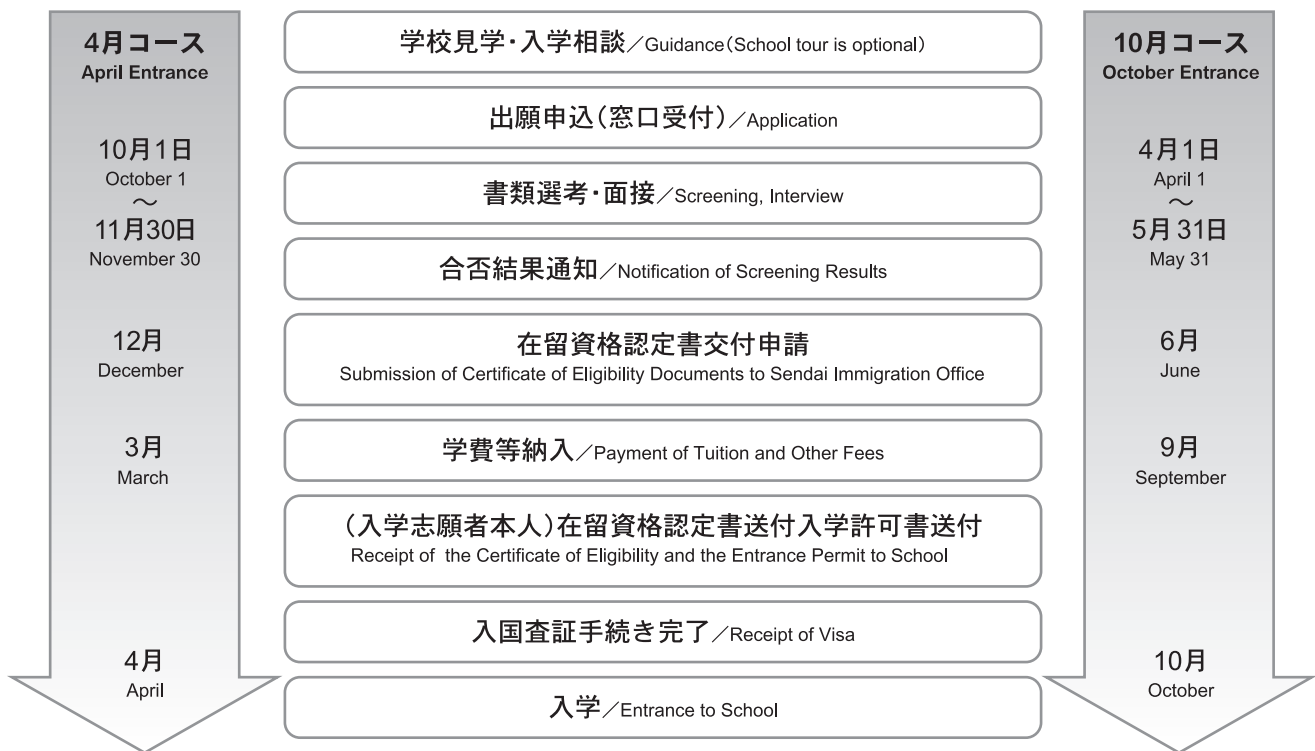 4月コース
April Entrance
10月1日
October 1
～
11月30日
November 30
12月
December
3月
March
4月
April
学校見学・入学相談／Guidance(School tour is optional)
出願申込(窓口受付)／Application
書類選考・面接／Screening, Interview
合否結果通知／Notification of Screening Results
在留資格認定書交付申請
Submission of Certificate of Eligibility Documents to Sendai Immigration Office
学費等納入／Payment of Tuition and Other Fees
(入学志願者本人)在留資格認定書送付入学許可書送付
Receipt of the Certificate of Eligibility and the Entrance Permit to School
入国査証手続き完了／Receipt of Visa
入学／Entrance to School
10月コース
October Entrance
4月1日
April 1
～
5月31日
May 31
6月
June
9月
September
10月
October